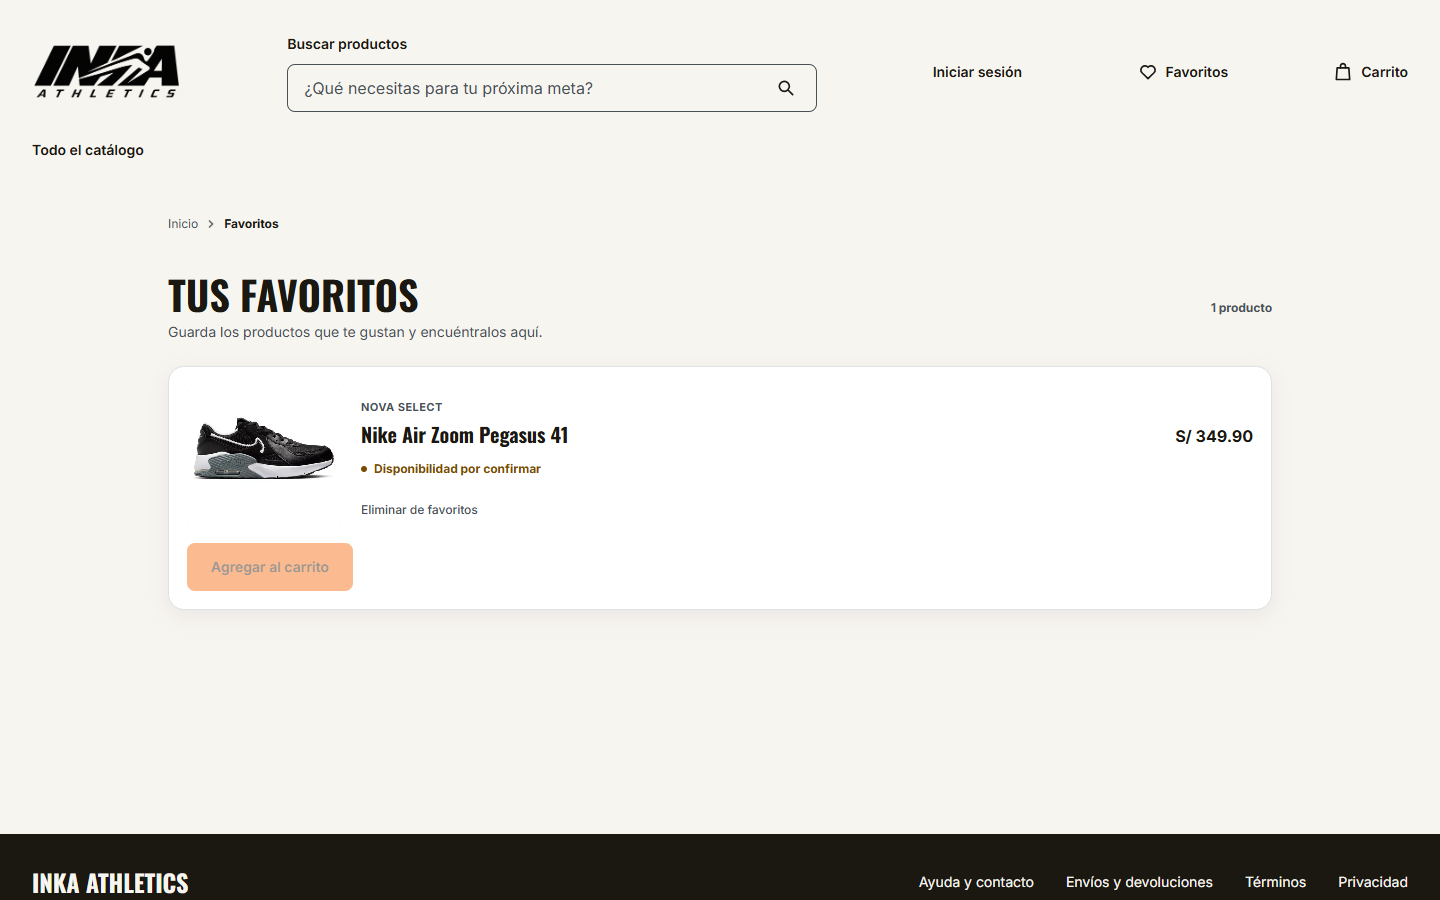 INKA
ATHLETICS
Buscar productos
¿Qué necesitas para tu próxima meta?
Iniciar sesión
Favoritos
Carrito
Todo el catálogo
Inicio > Favoritos
TUS FAVORITOS
1 producto
Guarda los productos que te gustan y encuéntralos aquí.
NOVA SELECT
Nike Air Zoom Pegasus 41
S/ 349.90
Disponibilidad por confirmar
Eliminar de favoritos
Agregar al carrito
INKA ATHLETICS
Ayuda y contacto
Envíos y devoluciones
Términos
Privacidad